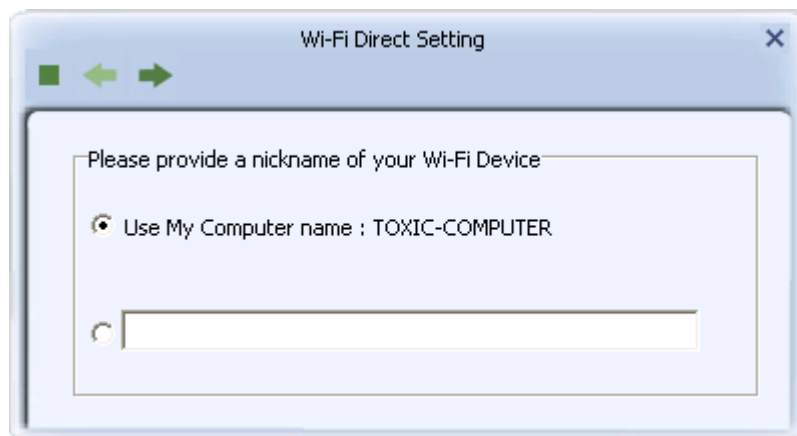 Wi-Fi Direct Setting
Please provide a nickname of your Wi-Fi Device
Use My Computer name : TOXIC-COMPUTER